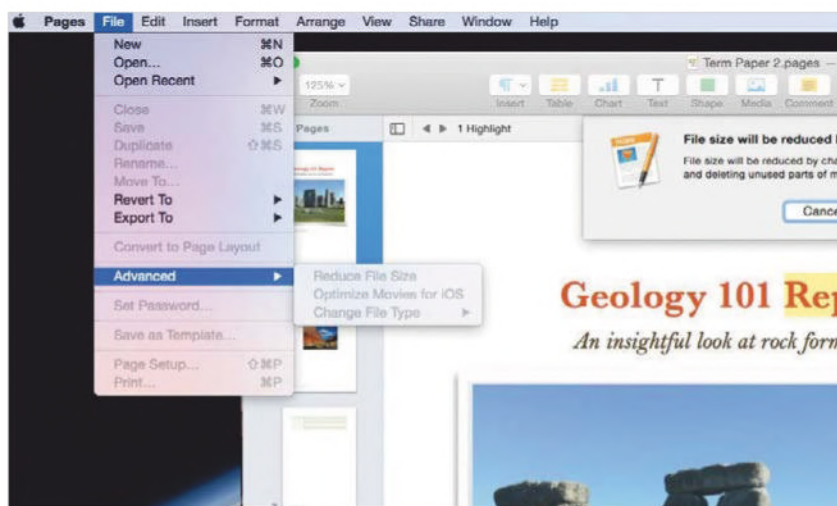 Pages File Edit Insert Format Arrange View Share Window Help
New ⌘N
Open... ⌘O
Open Recent ▶
Close ⌘W
Save ⌘S
Duplicate ⇧⌘S
Rename...
Move To...
Revert To ▶
Export To ▶
Convert to Page Layout
Advanced ▶
Set Password...
Save as Template...
Page Setup... ⇧⌘P
Print... ⌘P
Reduce File Size
Optimize Movies for iOS
Change File Type ▶
Term Paper 2.pages —
125%
Zoom Insert Table Chart Text Shape Media Comment
Pages 1 Highlight
File size will be reduced
File size will be reduced by cha
and deleting unused parts of m
Cance
Geology 101 Rep
An insightful look at rock form